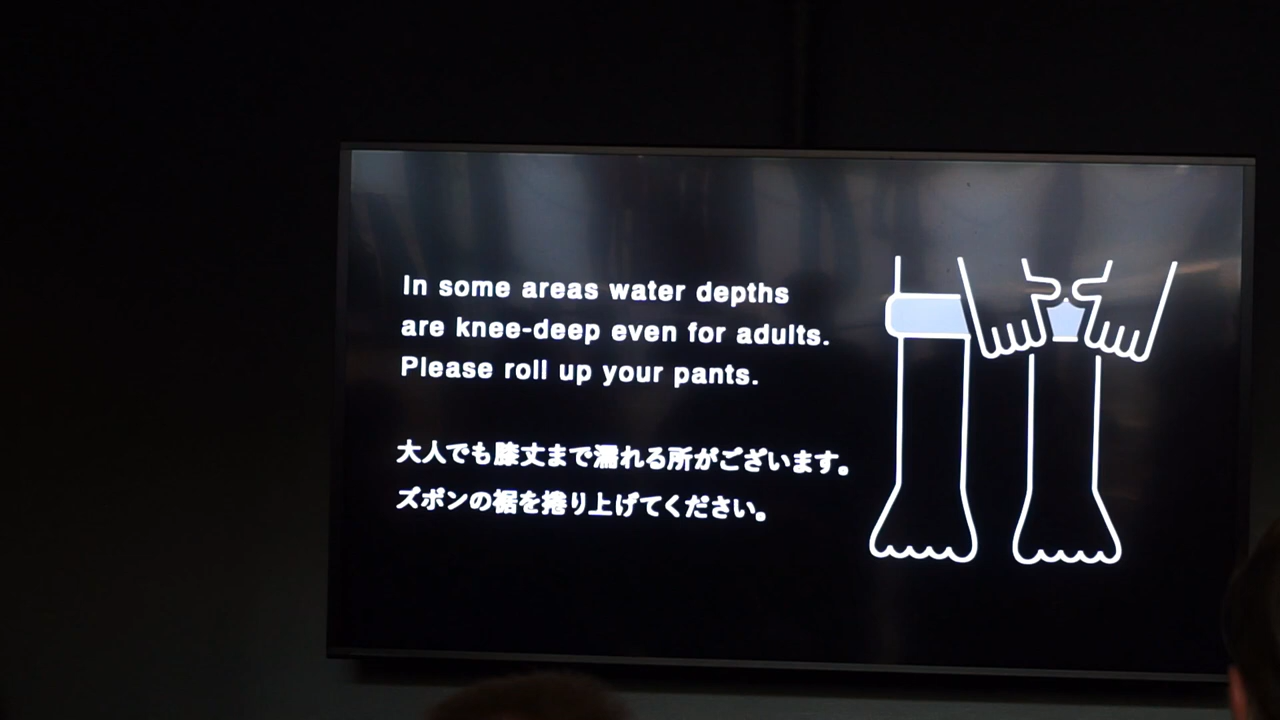 In some areas water depths
are knee-deep even for adults.
Please roll up your pants.
大人でも膝丈まで濡れる所がございます。
ズボンの裾を捲り上げてください。